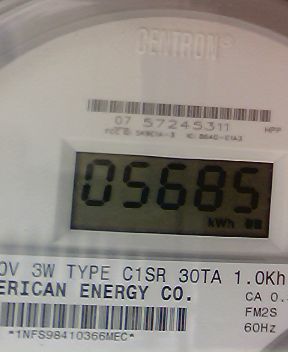 CENTRON®
07 57245311
HPP
05685
kWh
0V 3W TYPE C1SR 30TA 1.0Kh
ERICAN ENERGY CO.
CA 0.
FM2S
*1NFS98410366MEC*
60Hz